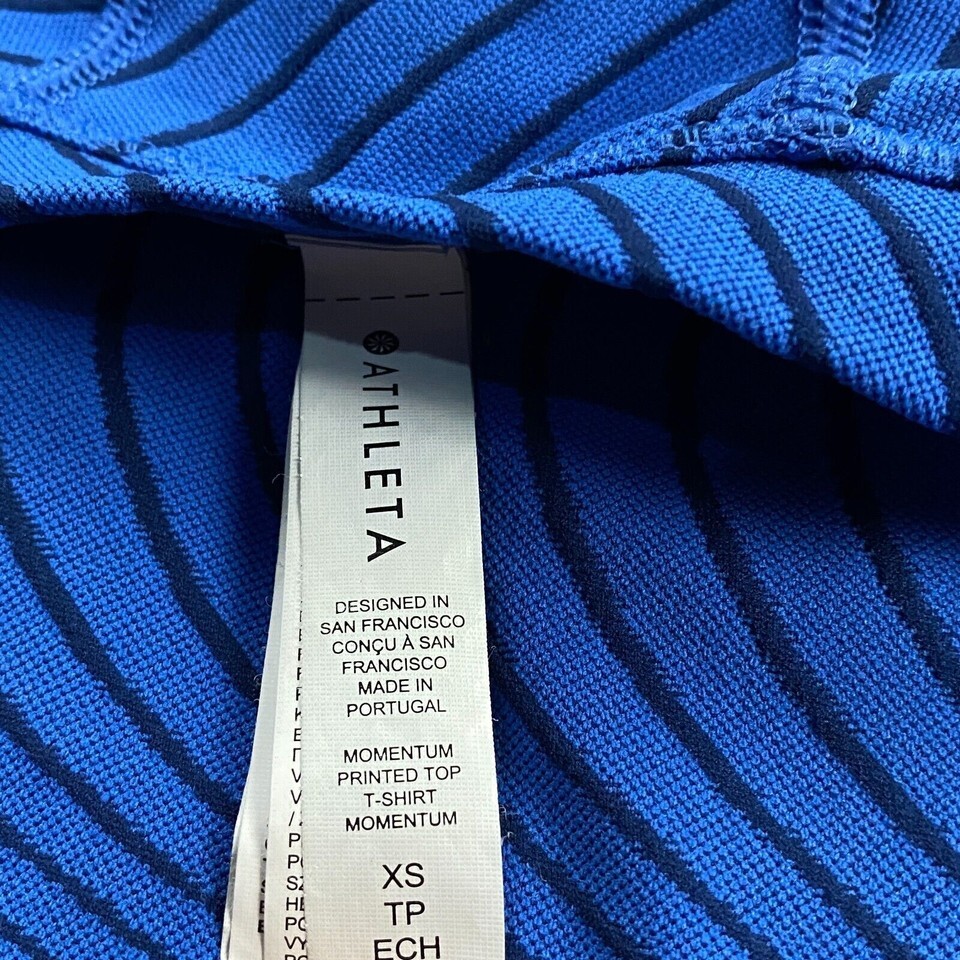 ATHLETA
DESIGNED IN
SAN FRANCISCO
CONÇU À SAN
FRANCISCO
MADE IN
PORTUGAL
MOMENTUM
PRINTED TOP
T-SHIRT
MOMENTUM
XS
TP
ECH